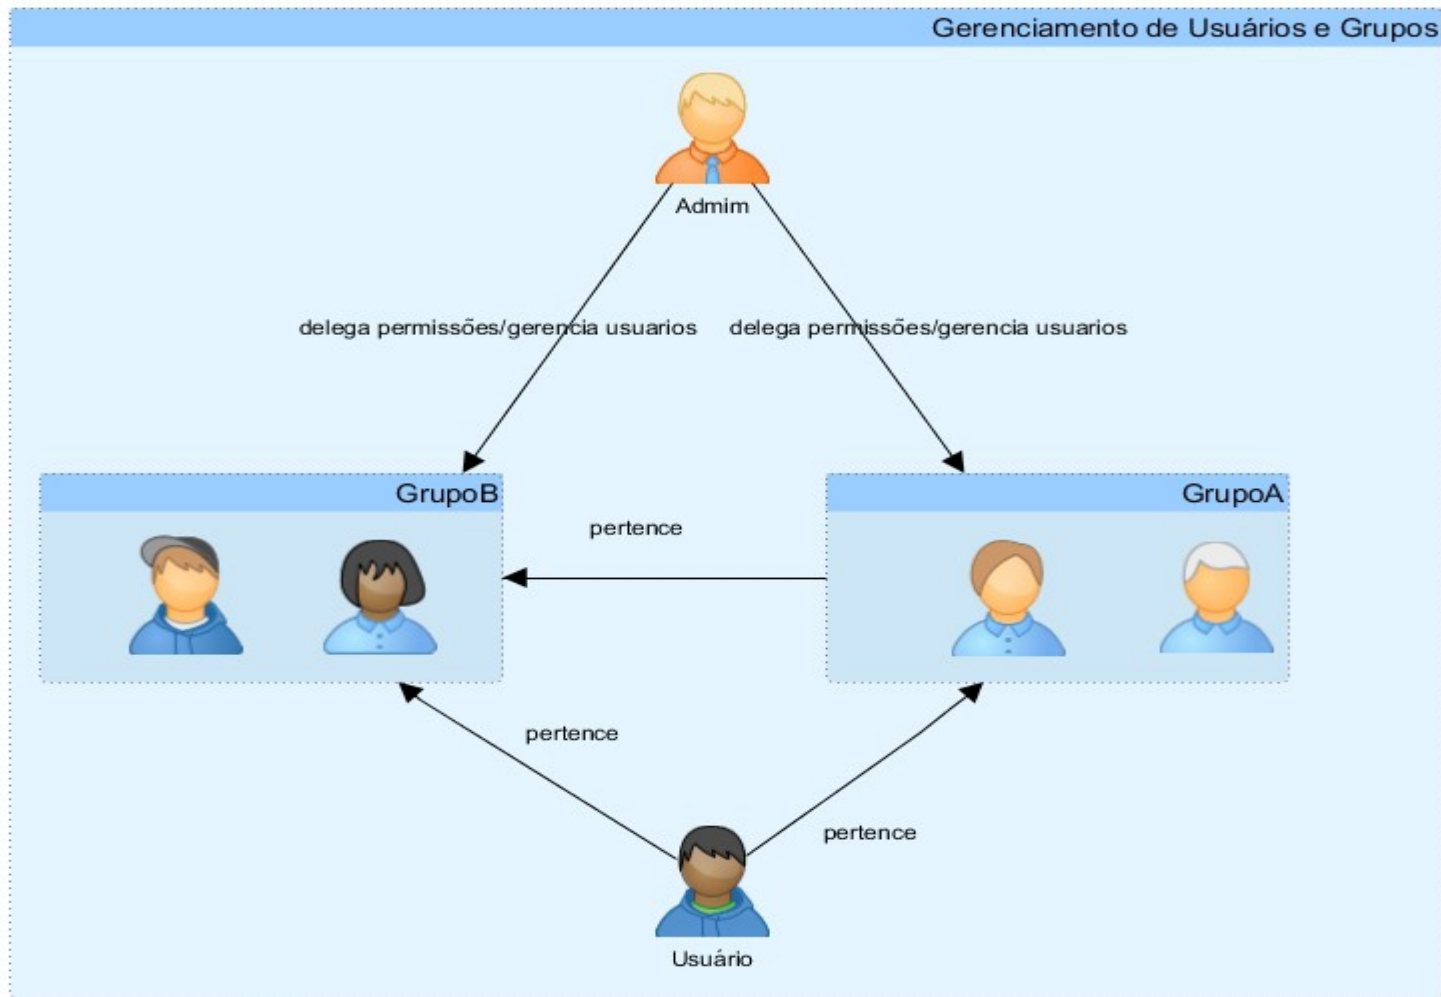 Gerenciamento de Usuários e Grupos
Admim
delega permissões/gerencia usuarios
delega permissões/gerencia usuarios
GrupoB
GrupoA
pertence
pertence
pertence
Usuário